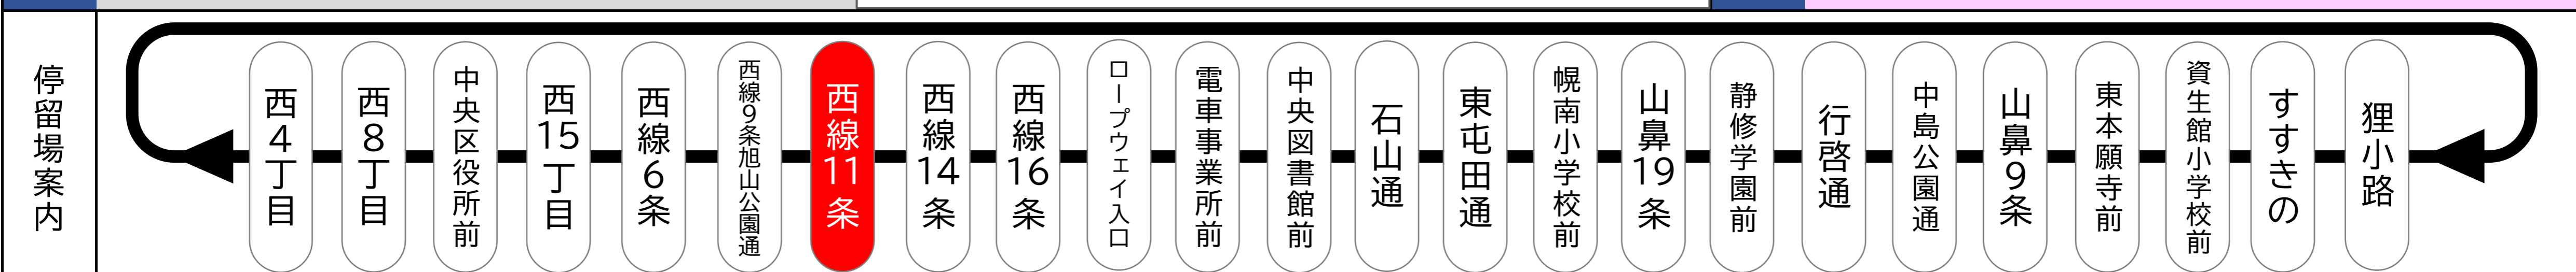 停留場案内
西4丁目
西8丁目
中央区役所前
西15丁目
西線6条
西線9条旭山公園通
西線11条
西線14条
西線16条
ロープウェイ入口
電車事業所前
中央図書館前
石山通
東屯田通
幌南小学校前
山鼻19条
静修学園前
行啓通
中島公園通
山鼻9条
東本願寺前
資生館小学校前
すすきの
狸小路